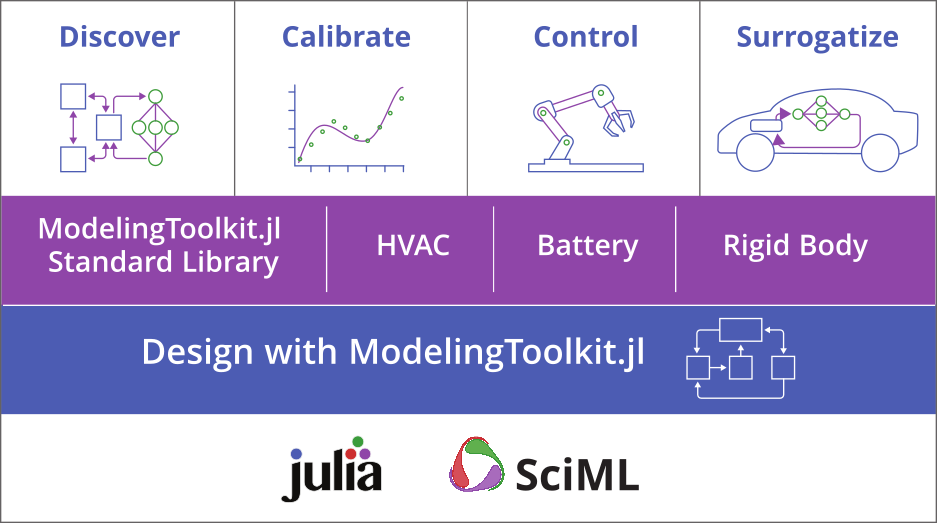 Discover
Calibrate
Control
Surrogatize
ModelingToolkit.jl
Standard Library
HVAC
Battery
Rigid Body
Design with ModelingToolkit.jl
julia
SciML